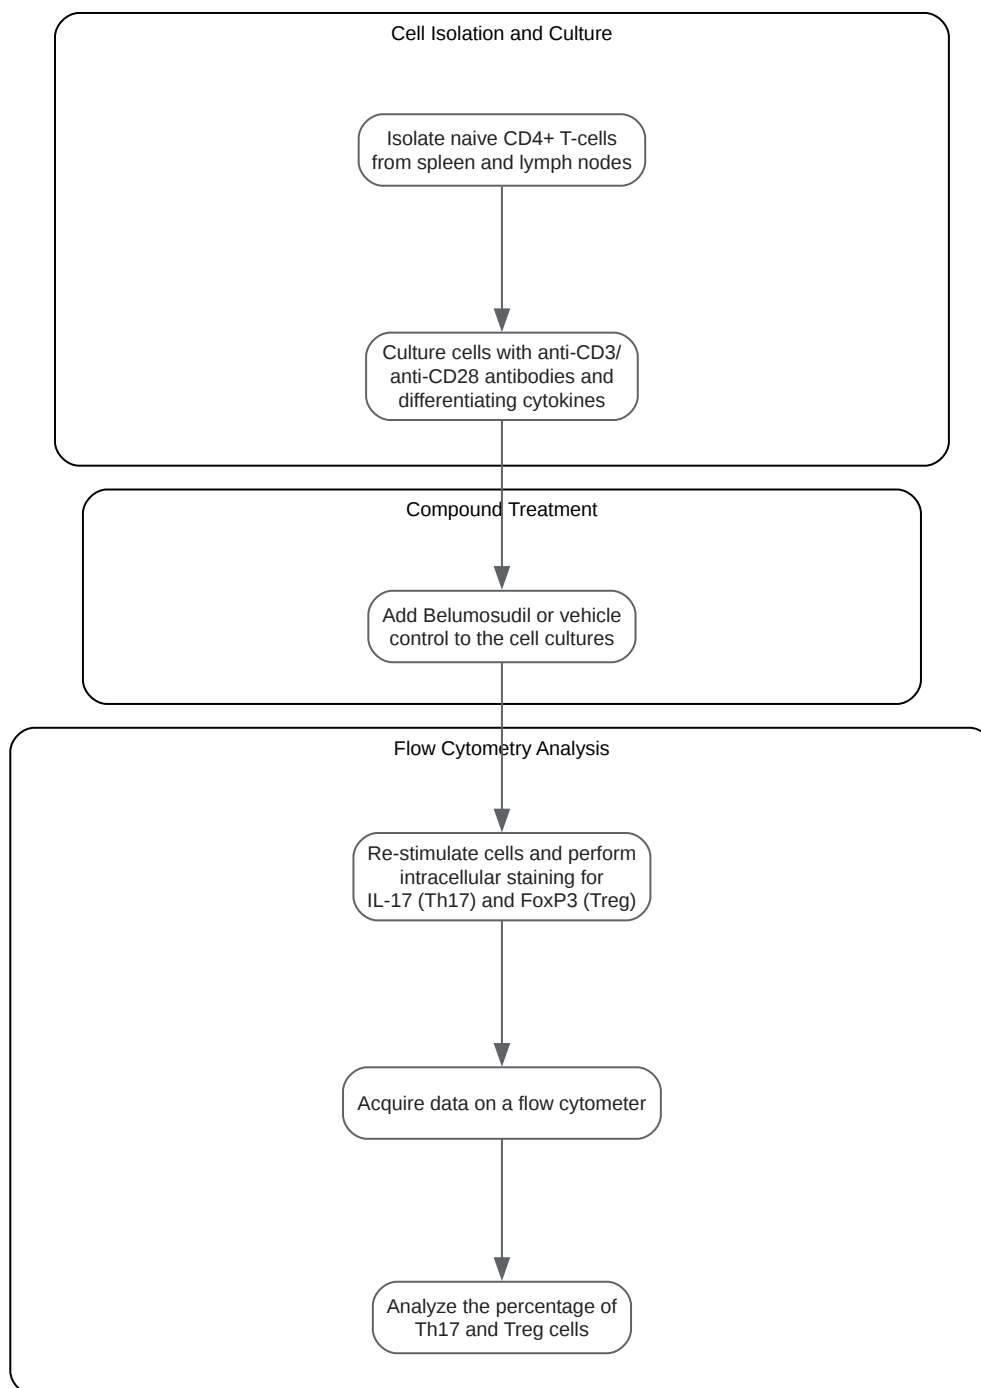 Cell Isolation and Culture
Isolate naive CD4+ T-cells
from spleen and lymph nodes
Culture cells with anti-CD3/
anti-CD28 antibodies and
differentiating cytokines
Compound Treatment
Add Belumosudil or vehicle
control to the cell cultures
Flow Cytometry Analysis
Re-stimulate cells and perform
intracellular staining for
IL-17 (Th17) and FoxP3 (Treg)
Acquire data on a flow cytometer
Analyze the percentage of
Th17 and Treg cells